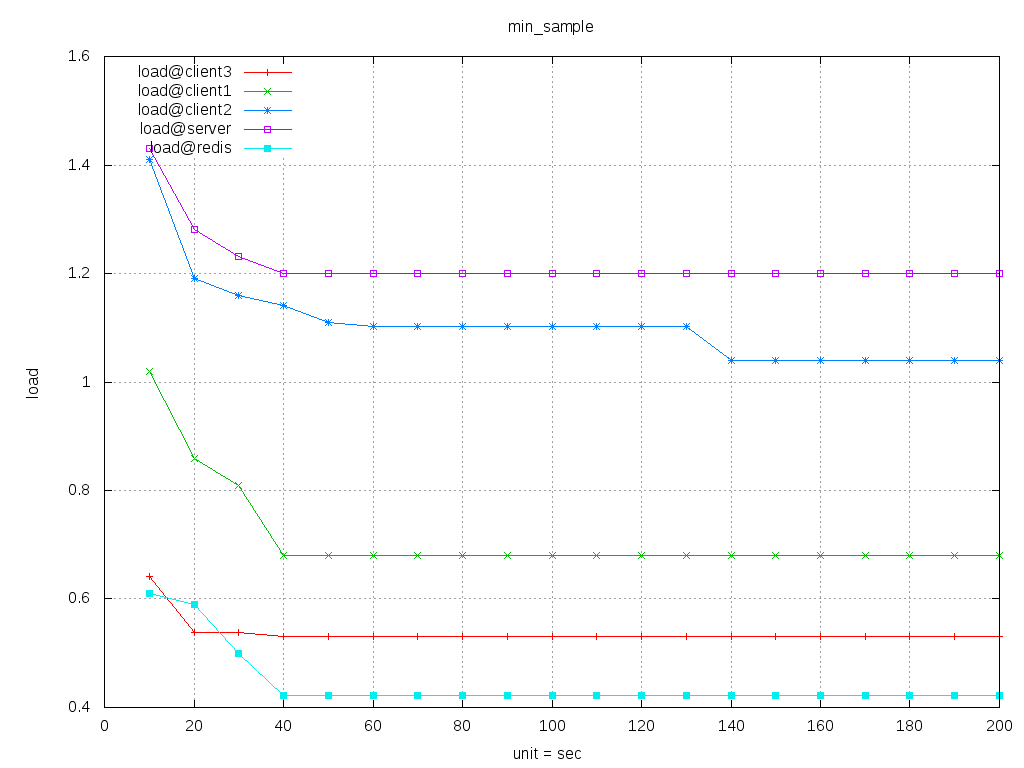 min_sample
1.6
load@client3
load@client1
load@client2
load@server
load@redis
1.4
1.2
1
0.8
0.6
0.4
load
0 20 40 60 80 100 120 140 160 180 200
unit = sec